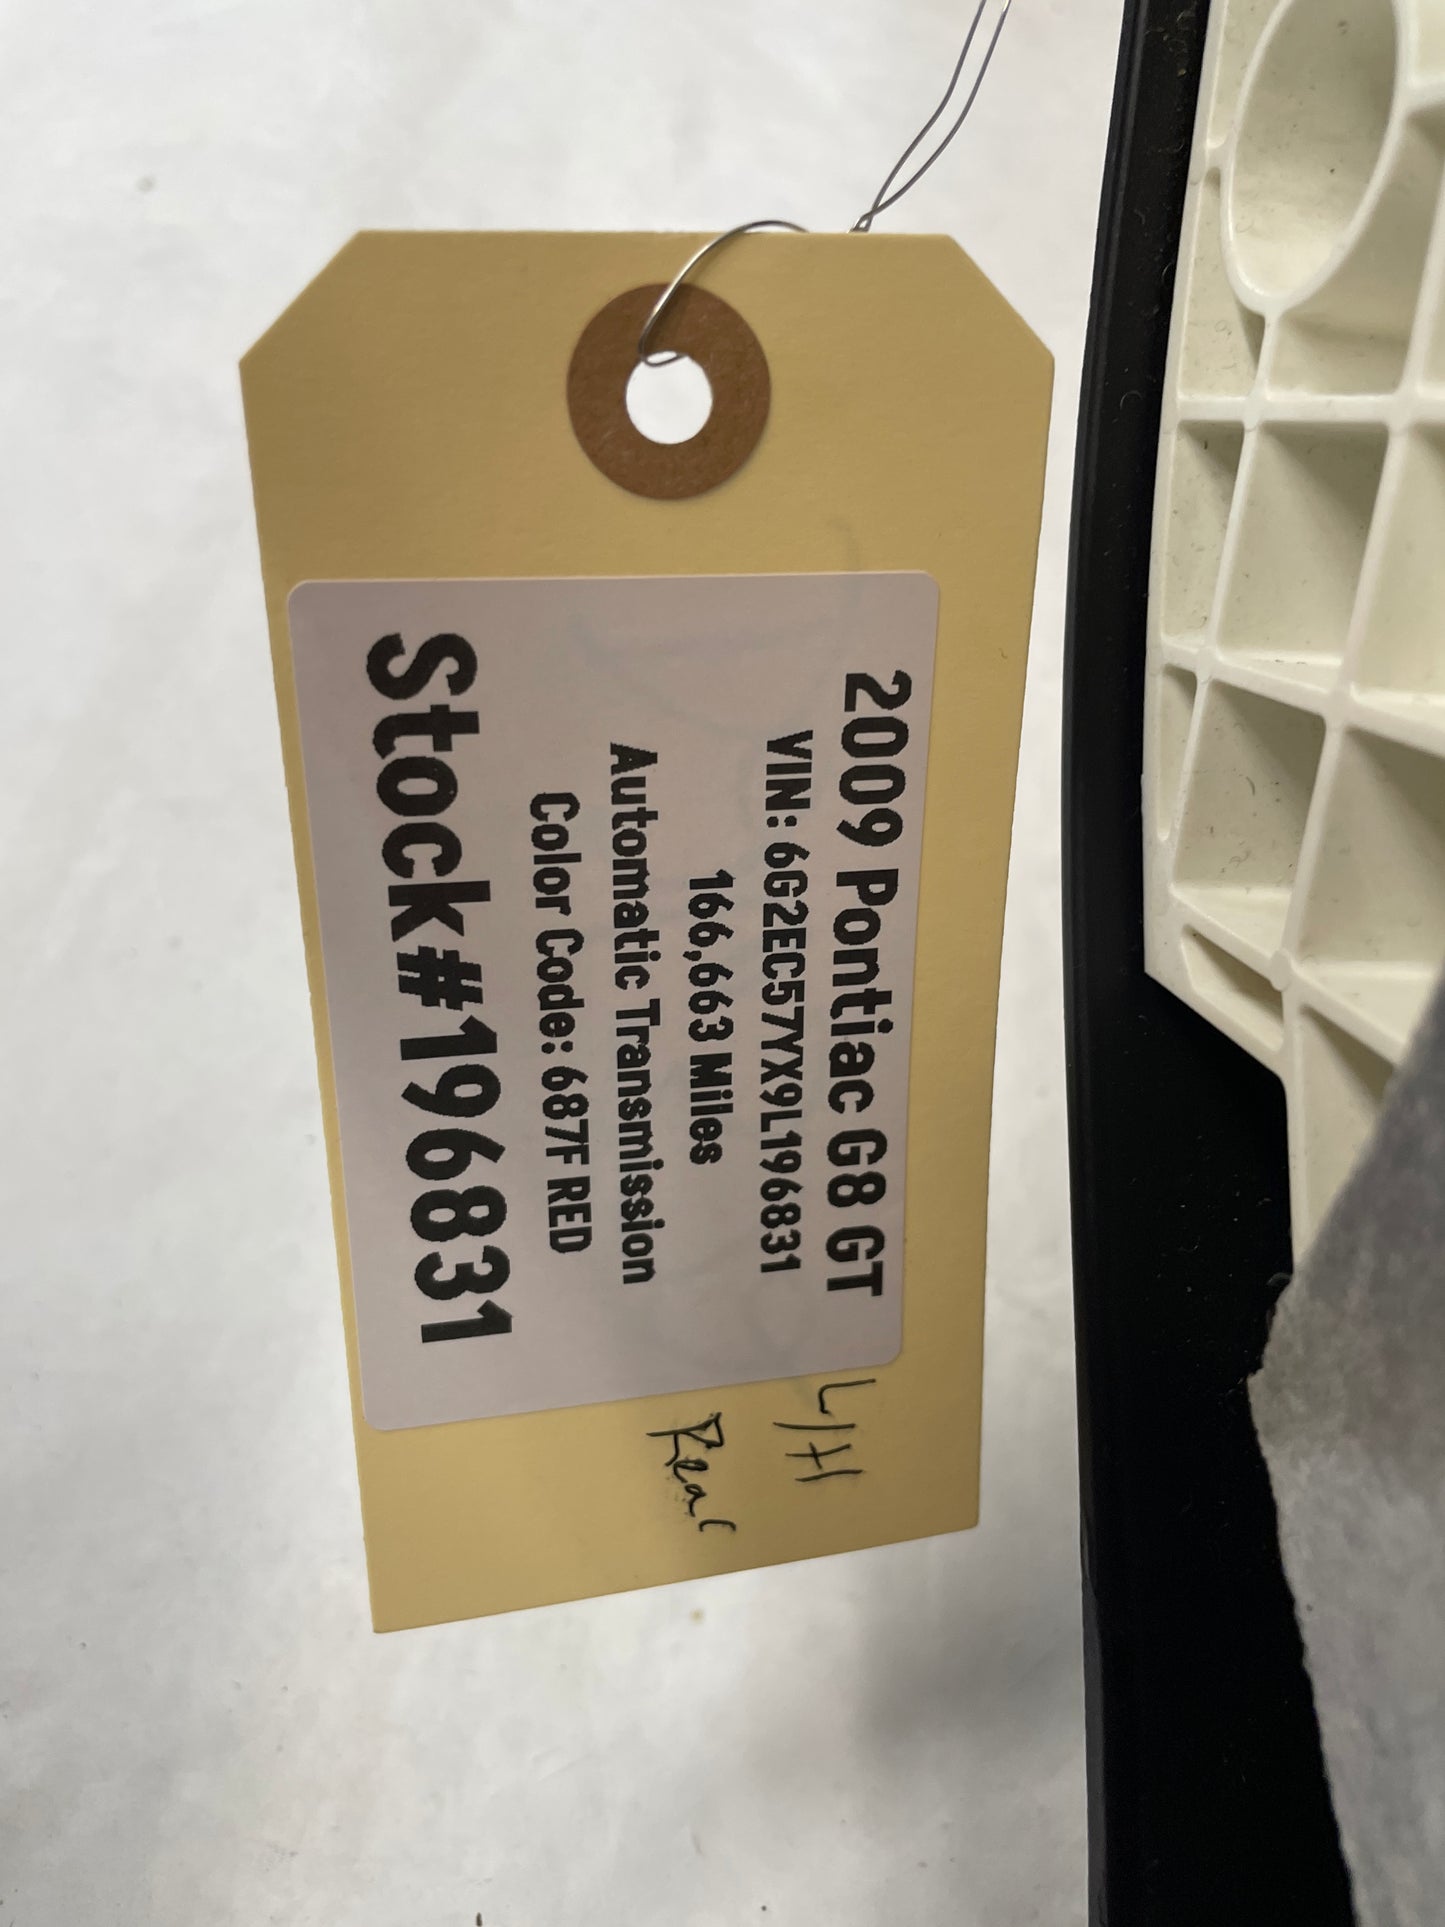 2009 Pontiac G8 GT
VIN: 6G2EC57YX9L196831
166,663 Miles
Automatic Transmission
Color Code: 687F RED
Stock#196831
L/H
Rear